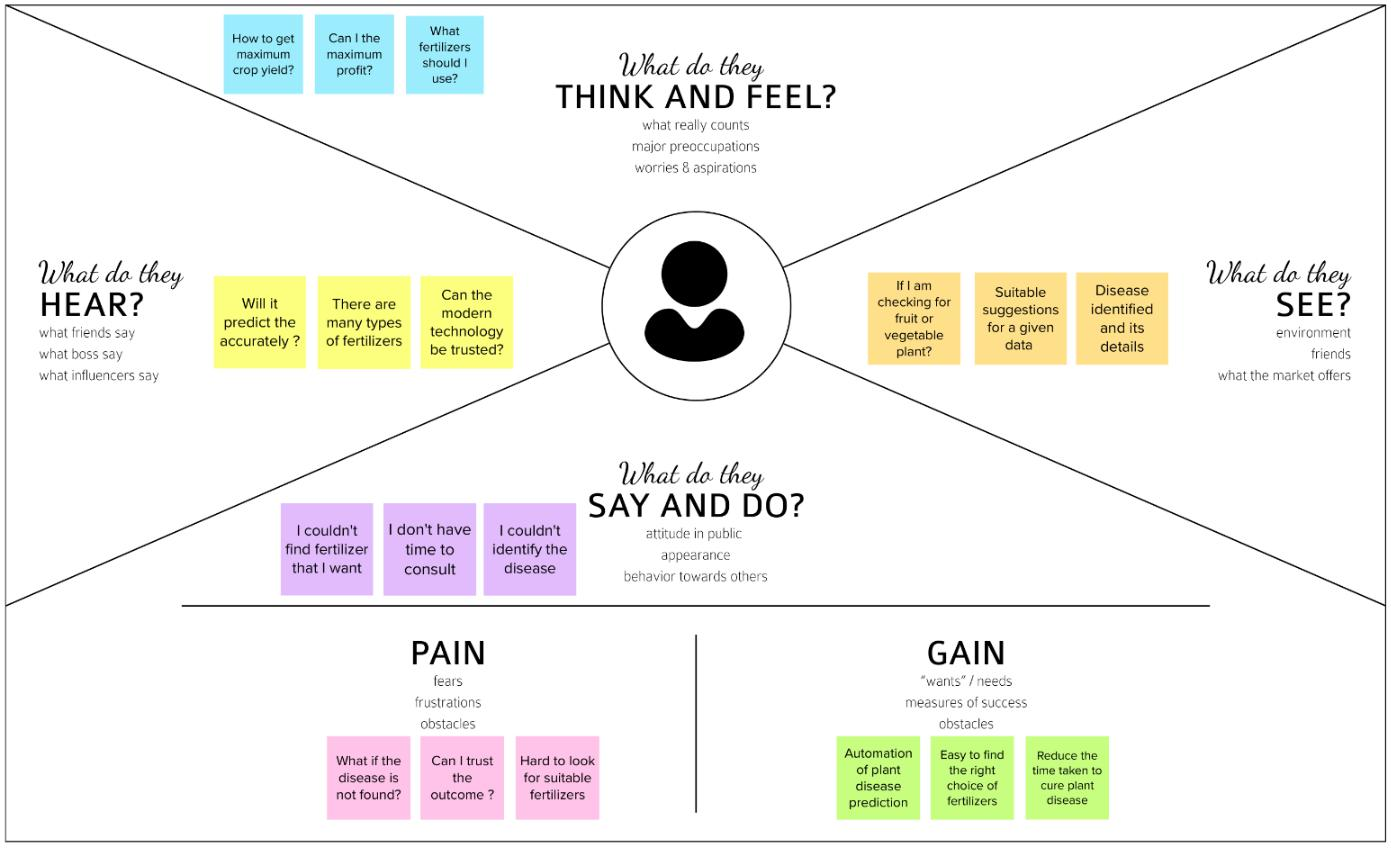 How to get
maximum
crop yield?
Can I the
maximum
profit?
What
fertilizers
should I
use?
What do they
THINK AND FEEL?
what really counts
major preoccupations
worries & aspirations
What do they
HEAR?
what friends say
what boss say
what influencers say
Will it
predict the
accurately ?
There are
many types
of fertilizers
Can the
modern
technology
be trusted?
If I am
checking for
fruit or
vegetable
plant?
Suitable
suggestions
for a given
data
Disease
identified
and its
details
What do they
SEE?
environment
friends
what the market offers
What do they
SAY AND DO?
attitude in public
appearance
behavior towards others
I couldn't
find fertilizer
that I want
I don't have
time to
consult
I couldn't
identify the
disease
PAIN
fears
frustrations
obstacles
What if the
disease is
not found?
Can I trust
the
outcome ?
Hard to look
for suitable
fertilizers
GAIN
"wants" / needs
measures of success
obstacles
Automation
of plant
disease
prediction
Easy to find
the right
choice of
fertilizers
Reduce the
time taken to
cure plant
disease